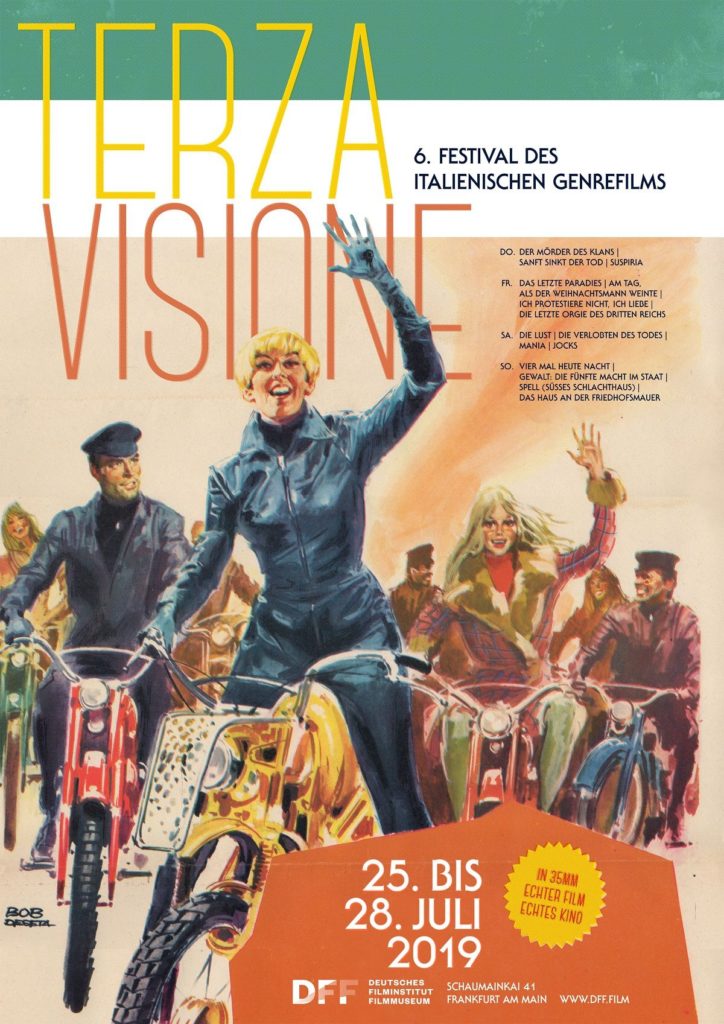 TERZA
VISIONE
6. FESTIVAL DES
ITALIENISCHEN GENREFILMS
DO. DER MÖRDER DES KLANS |
SANFT SINKT DER TOD | SUSPIRIA
FR. DAS LETZTE PARADIES | AM TAG,
ALS DER WEIHNACHTSMANN WEINTE |
ICH PROTESTIERE NICHT, ICH LIEBE |
DIE LETZTE ORGIE DES DRITTEN REICHS
SA. DIE LUST | DIE VERLOBTEN DES TODES |
MANIA | JOCKS
SO. VIER MAL HEUTE NACHT |
GEWALT: DIE FÜNFTE MACHT IM STAAT |
SPELL (SÜSSES SCHLACHTHAUS) |
DAS HAUS AN DER FRIEDHOFSMAUER
25. BIS
28. JULI
2019
IN 35MM
ECHTER FILM
ECHTES KINO
BOB
DFF DEUTSCHES
FILMINSTITUT
FILMMUSEUM
SCHAUMAINKAI 41
FRANKFURT AM MAIN WWW.DFF.FILM